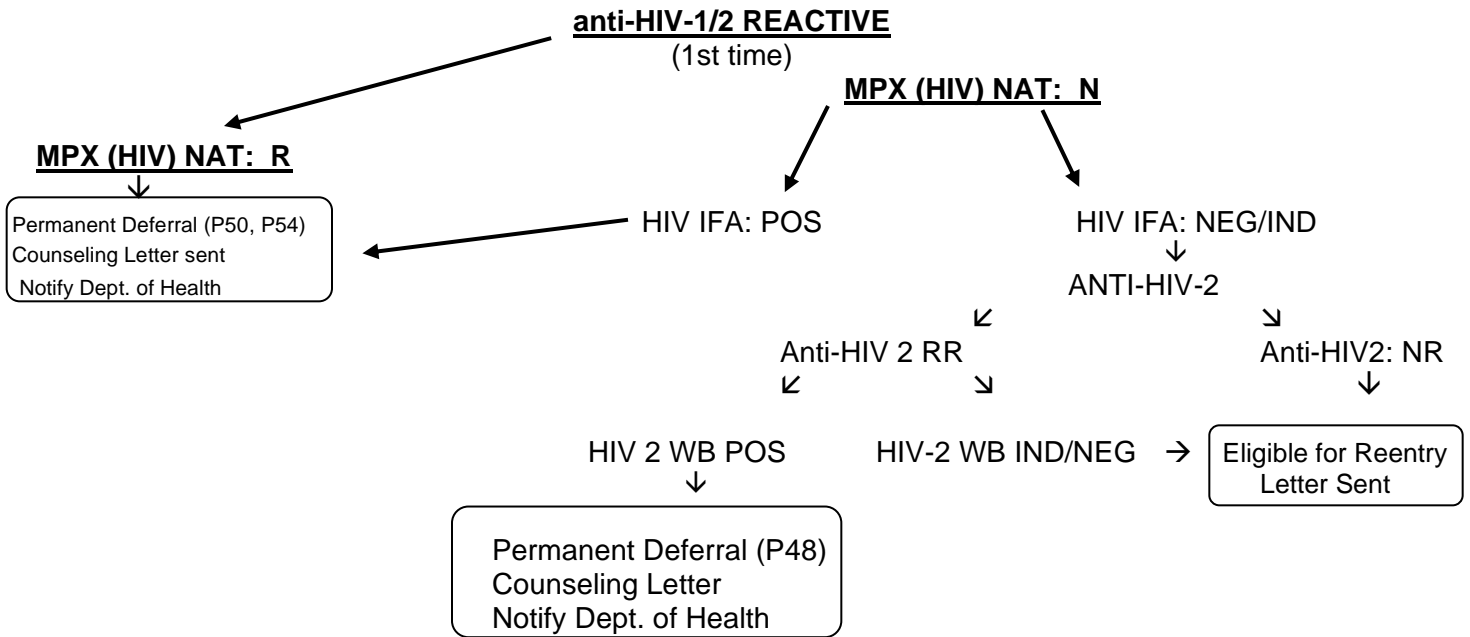 anti-HIV-1/2 REACTIVE
(1st time)
MPX (HIV) NAT: N
MPX (HIV) NAT: R
Permanent Deferral (P50, P54)
Counseling Letter sent
Notify Dept. of Health
HIV IFA: POS
HIV IFA: NEG/IND
ANTI-HIV-2
Anti-HIV 2 RR
Anti-HIV2: NR
HIV 2 WB POS
HIV-2 WB IND/NEG →
Eligible for Reentry
Letter Sent
Permanent Deferral (P48)
Counseling Letter
Notify Dept. of Health